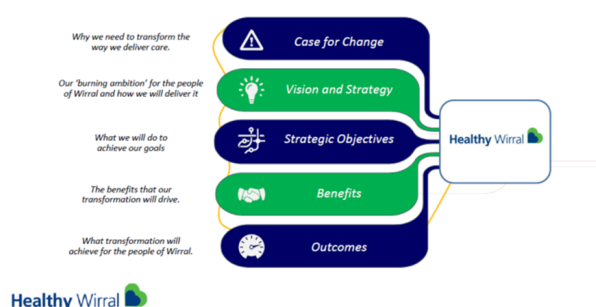 Why we need to transform the
way we deliver care.
Case for Change
Our ‘burning ambition’ for the people
of Wirral and how we will deliver it
Vision and Strategy
What we will do to
achieve our goals
Strategic Objectives
Healthy Wirral
The benefits that our
transformation will drive.
Benefits
What transformation will
achieve for the people of Wirral.
Outcomes
Healthy Wirral